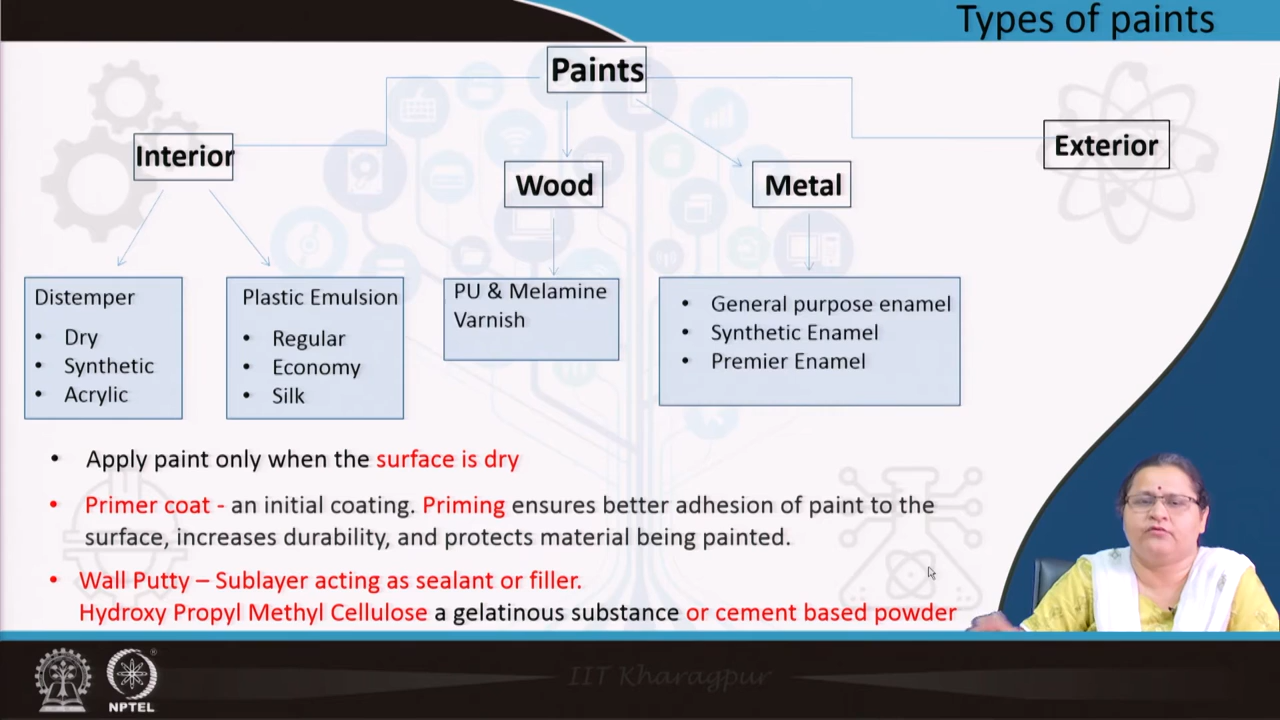 Types of paints
Paints
Interior
Wood
Metal
Exterior
Distemper
• Dry
• Synthetic
• Acrylic
Plastic Emulsion
• Regular
• Economy
• Silk
PU & Melamine
Varnish
• General purpose enamel
• Synthetic Enamel
• Premier Enamel
• Apply paint only when the surface is dry
• Primer coat - an initial coating. Priming ensures better adhesion of paint to the
surface, increases durability, and protects material being painted.
• Wall Putty – Sublayer acting as sealant or filler.
Hydroxy Propyl Methyl Cellulose a gelatinous substance or cement based powder
IIT Kharagpur
NPTEL